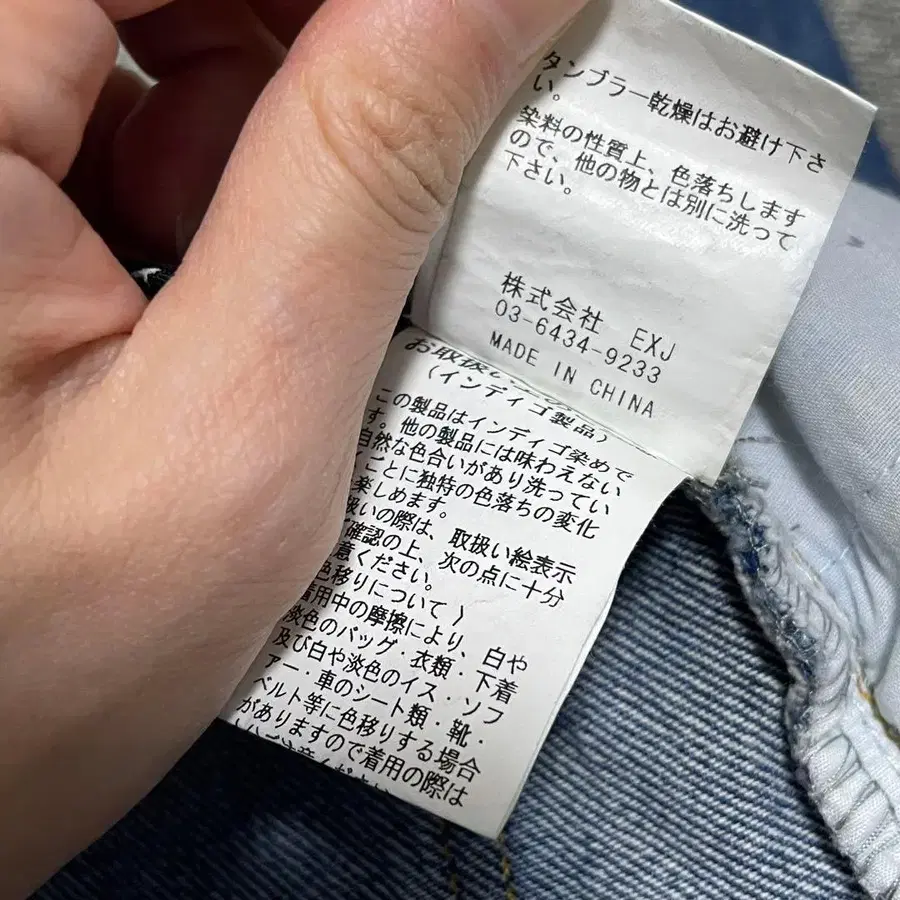 タンブラー乾燥はお避け下さ
い。
染料の性質上、色落ちします
ので、他の物とは別に洗って
下さい。
株式会社 EXJ
03-6434-9233
MADE IN CHINA
お取扱い
(インディゴ製品)
この製品はインディゴ染めで
す。他の製品には味わえない
自然な色合いがあり洗ってい
くごとに独特の色落ちの変化
楽しめます。
扱いの際は、取扱い絵表示
確認の上、次の点に十分
意ください。
色移りについて)
着用中の摩擦により、白や
淡色のバッグ・衣類・下着
及び白や淡色のイス・ソフ
ァー・車のシート類・靴・
ベルト等に色移りする場合
がありますので着用の際は